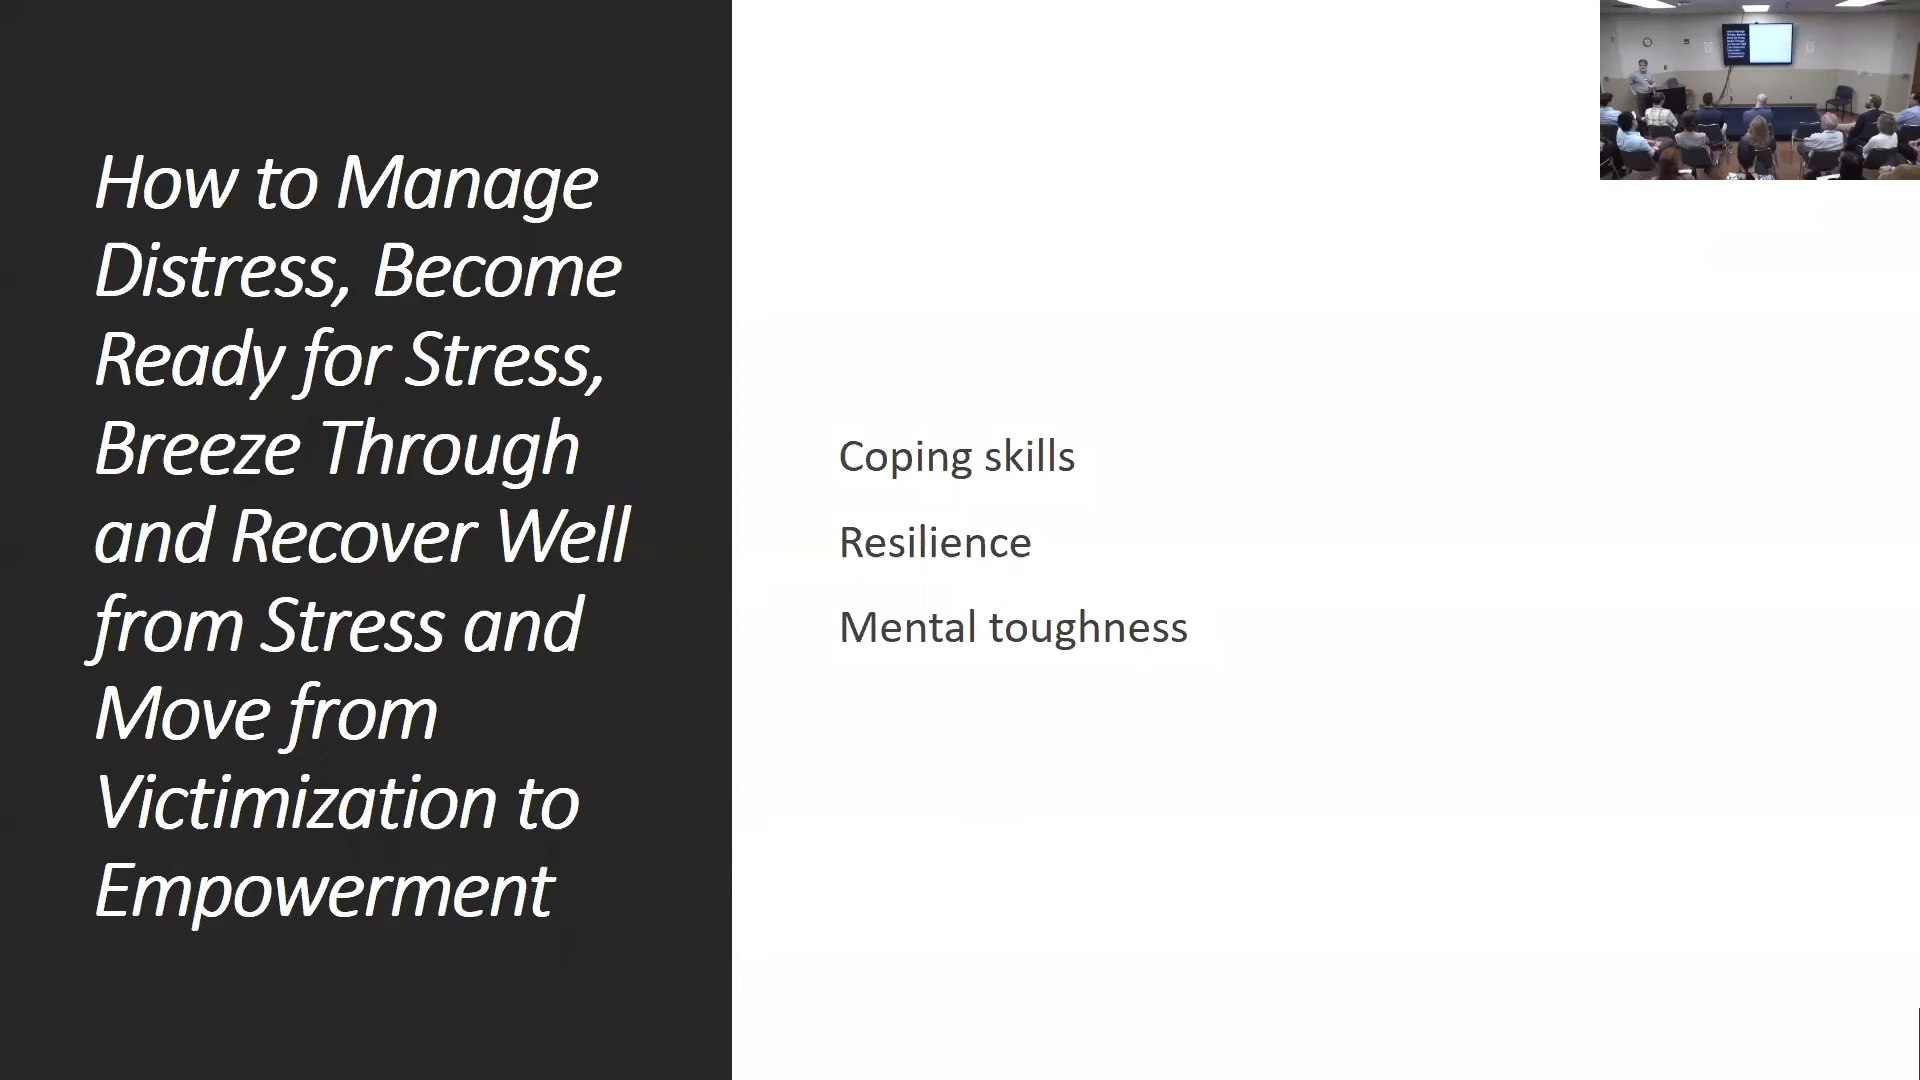 How to Manage
Distress, Become
Ready for Stress,
Breeze Through
and Recover Well
from Stress and
Move from
Victimization to
Empowerment
Coping skills
Resilience
Mental toughness